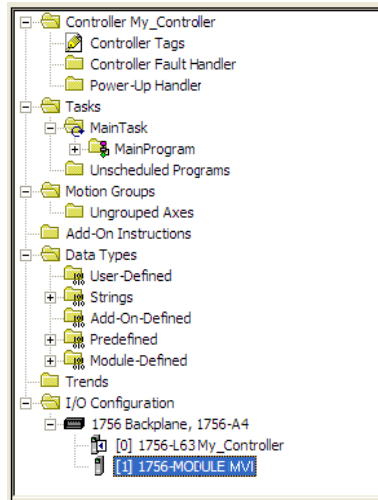 Controller My_Controller
Controller Tags
Controller Fault Handler
Power-Up Handler
Tasks
MainTask
MainProgram
Unscheduled Programs
Motion Groups
Ungrouped Axes
Add-On Instructions
Data Types
User-Defined
Strings
Add-On-Defined
Predefined
Module-Defined
Trends
I/O Configuration
1756 Backplane, 1756-A4
[0] 1756-L63 My_Controller
[1] 1756-MODULE MVI